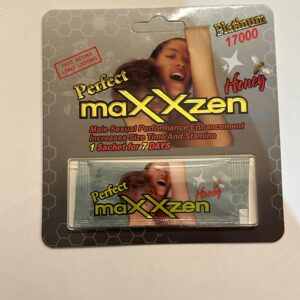 Platinum
17000
FAST ACTING
LONG LASTING
Perfect
Honey
maXXzen
Male Sexual Performance Enhancement
Increases Size Time And Stamina
1 Sachet for 7 DAYS
Perfect
Honey
maXXzen